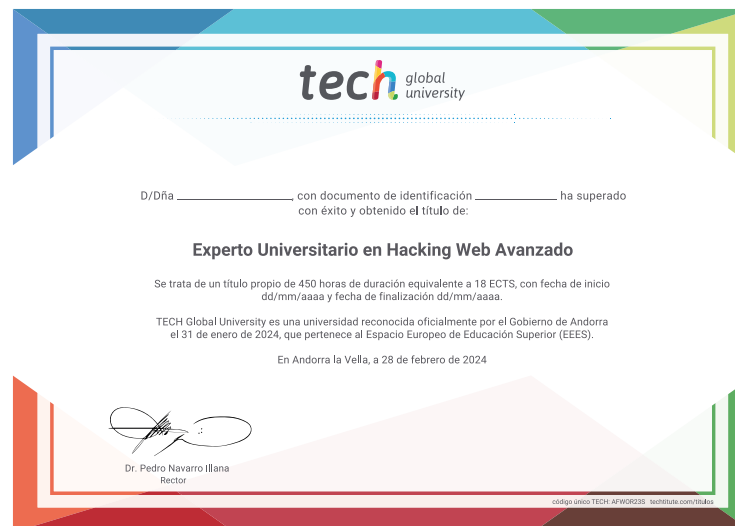 tech global university
D/Dña ______________, con documento de identificación __________ ha superado
con éxito y obtenido el título de:
Experto Universitario en Hacking Web Avanzado
Se trata de un título propio de 450 horas de duración equivalente a 18 ECTS, con fecha de inicio
dd/mm/aaaa y fecha de finalización dd/mm/aaaa.
TECH Global University es una universidad reconocida oficialmente por el Gobierno de Andorra
el 31 de enero de 2024, que pertenece al Espacio Europeo de Educación Superior (EEES).
En Andorra la Vella, a 28 de febrero de 2024
Dr. Pedro Navarro Illana
Rector
código único TECH: AFWOR23S techtitute.com/titulos